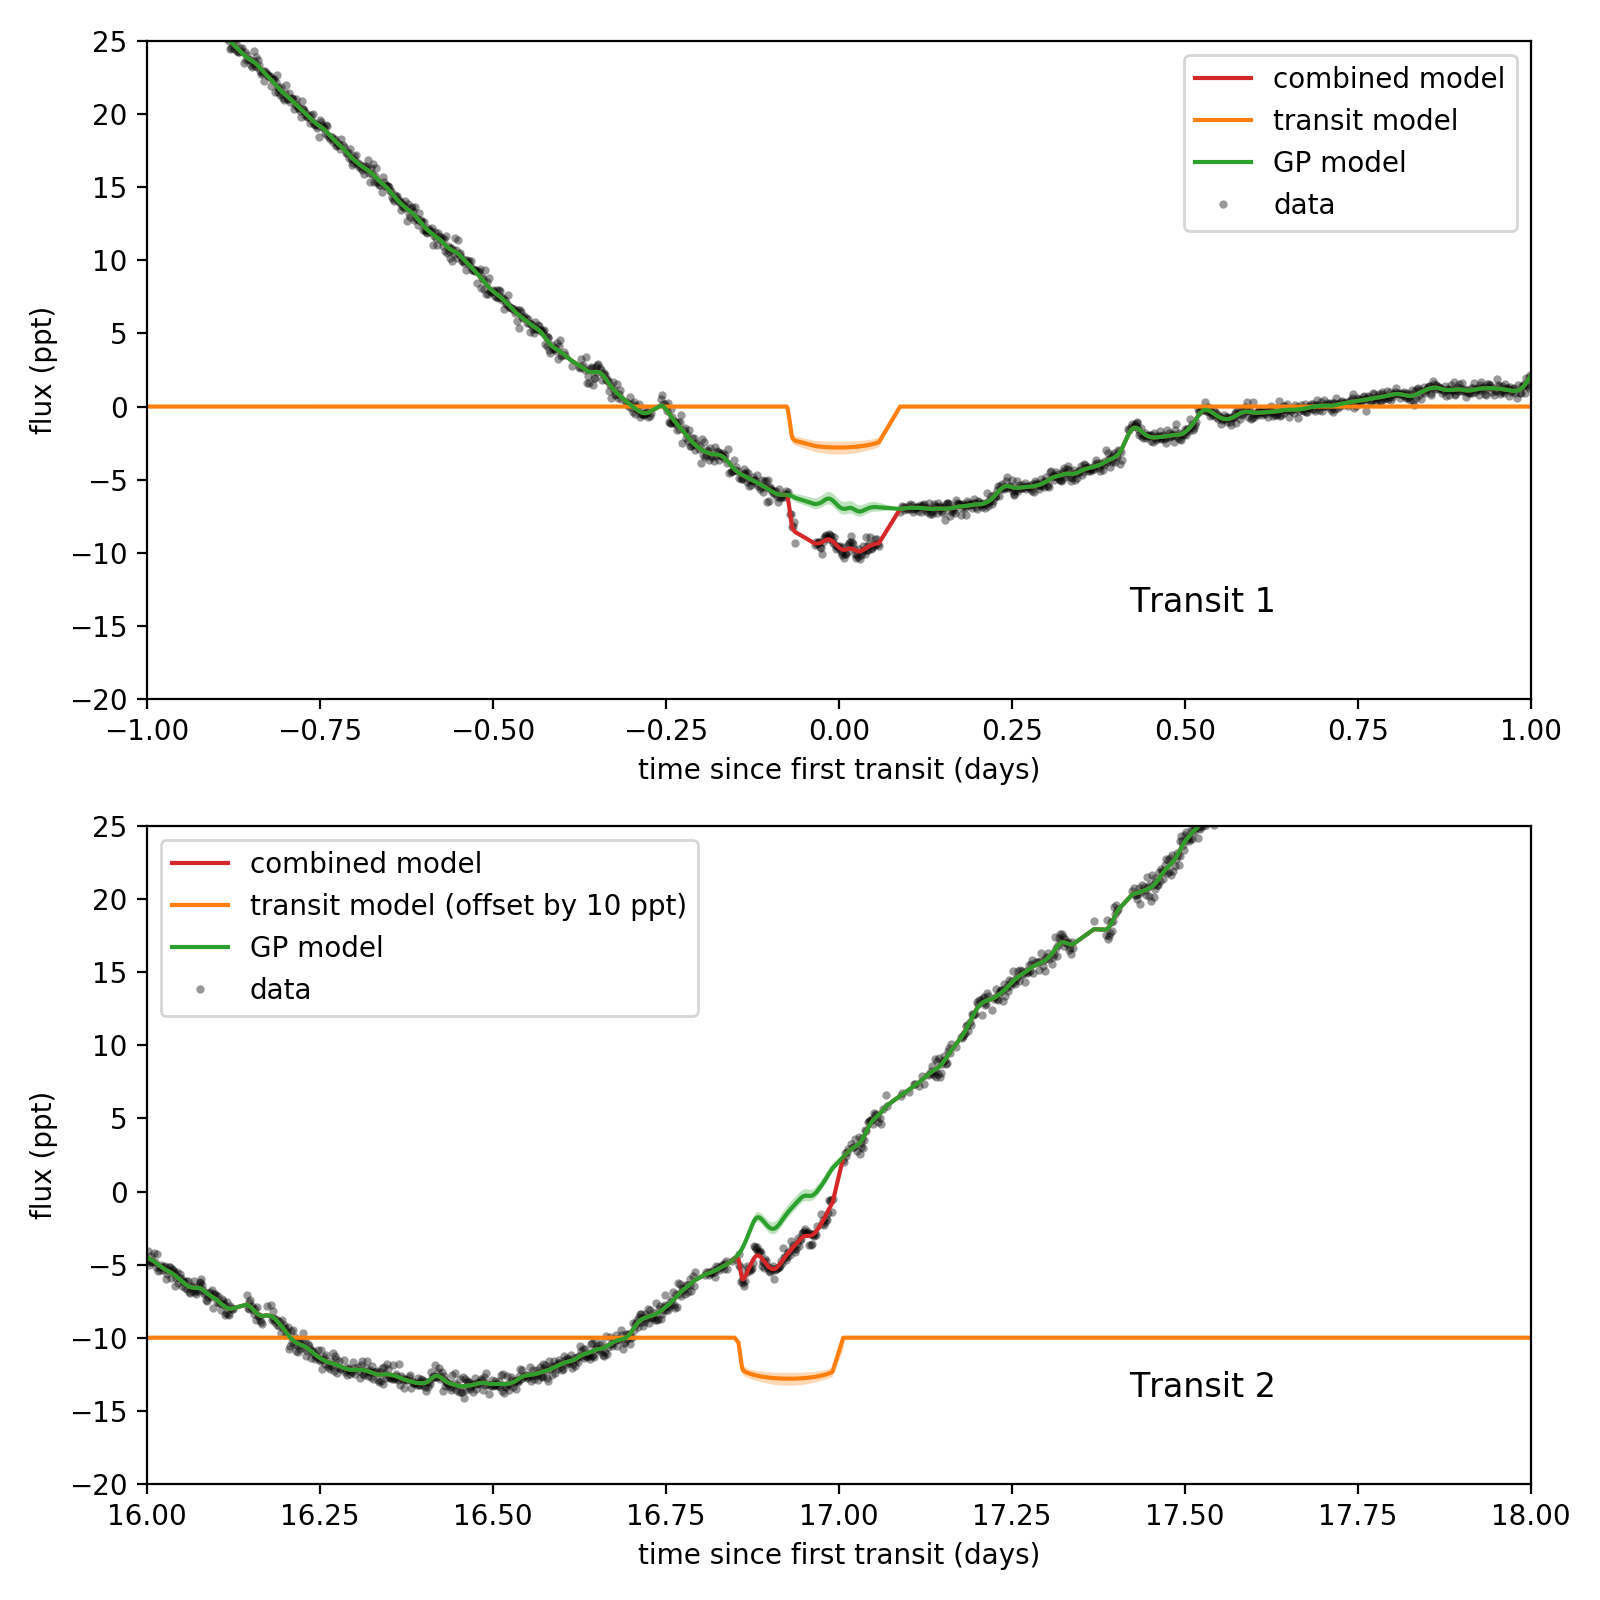 25
20
15
10
5
0
−5
−10
−15
−20
flux (ppt)
combined model
transit model
GP model
data
Transit 1
−1.00 −0.75 −0.50 −0.25 0.00 0.25 0.50 0.75 1.00
time since first transit (days)
25
20
15
10
5
0
−5
−10
−15
−20
flux (ppt)
combined model
transit model (offset by 10 ppt)
GP model
data
Transit 2
16.00 16.25 16.50 16.75 17.00 17.25 17.50 17.75 18.00
time since first transit (days)